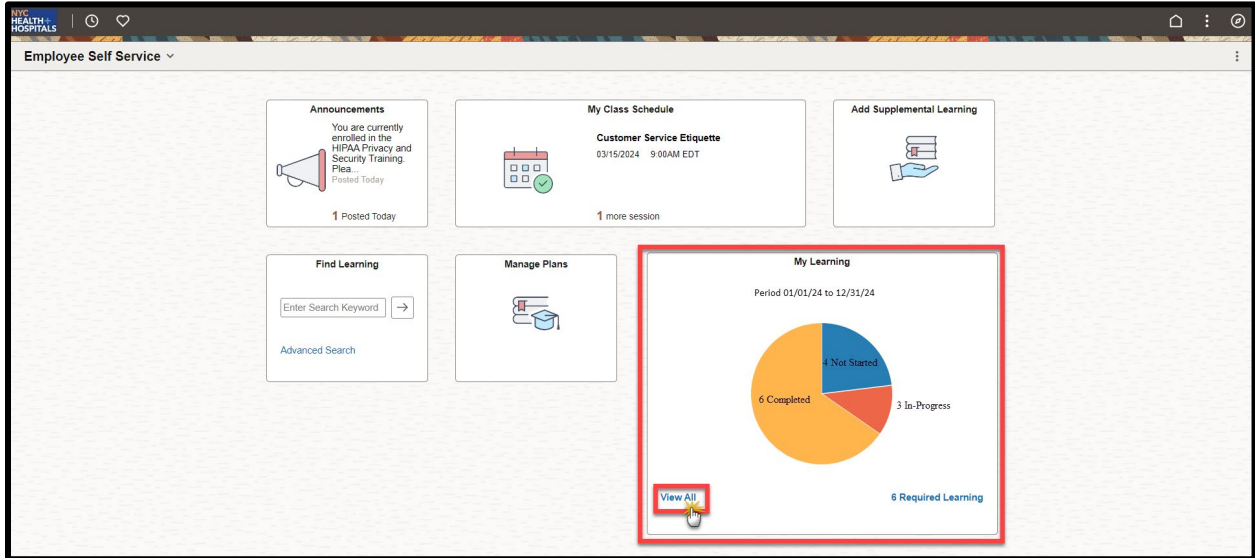 NYC
HEALTH+
HOSPITALS
Employee Self Service
Announcements
You are currently
enrolled in the
HIPAA Privacy and
Security Training.
Plea...
Posted Today
1 Posted Today
My Class Schedule
Customer Service Etiquette
03/15/2024 9:00AM EDT
1 more session
Add Supplemental Learning
Find Learning
Enter Search Keyword
Advanced Search
Manage Plans
My Learning
Period 01/01/24 to 12/31/24
4 Not Started
6 Completed
3 In-Progress
View All
6 Required Learning